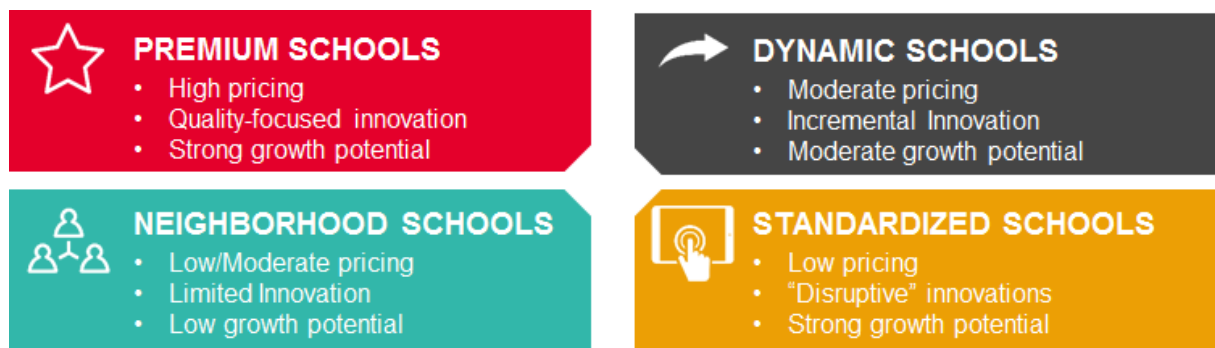 PREMIUM SCHOOLS
• High pricing
• Quality-focused innovation
• Strong growth potential
DYNAMIC SCHOOLS
• Moderate pricing
• Incremental Innovation
• Moderate growth potential
NEIGHBORHOOD SCHOOLS
• Low/Moderate pricing
• Limited Innovation
• Low growth potential
STANDARDIZED SCHOOLS
• Low pricing
• “Disruptive” innovations
• Strong growth potential